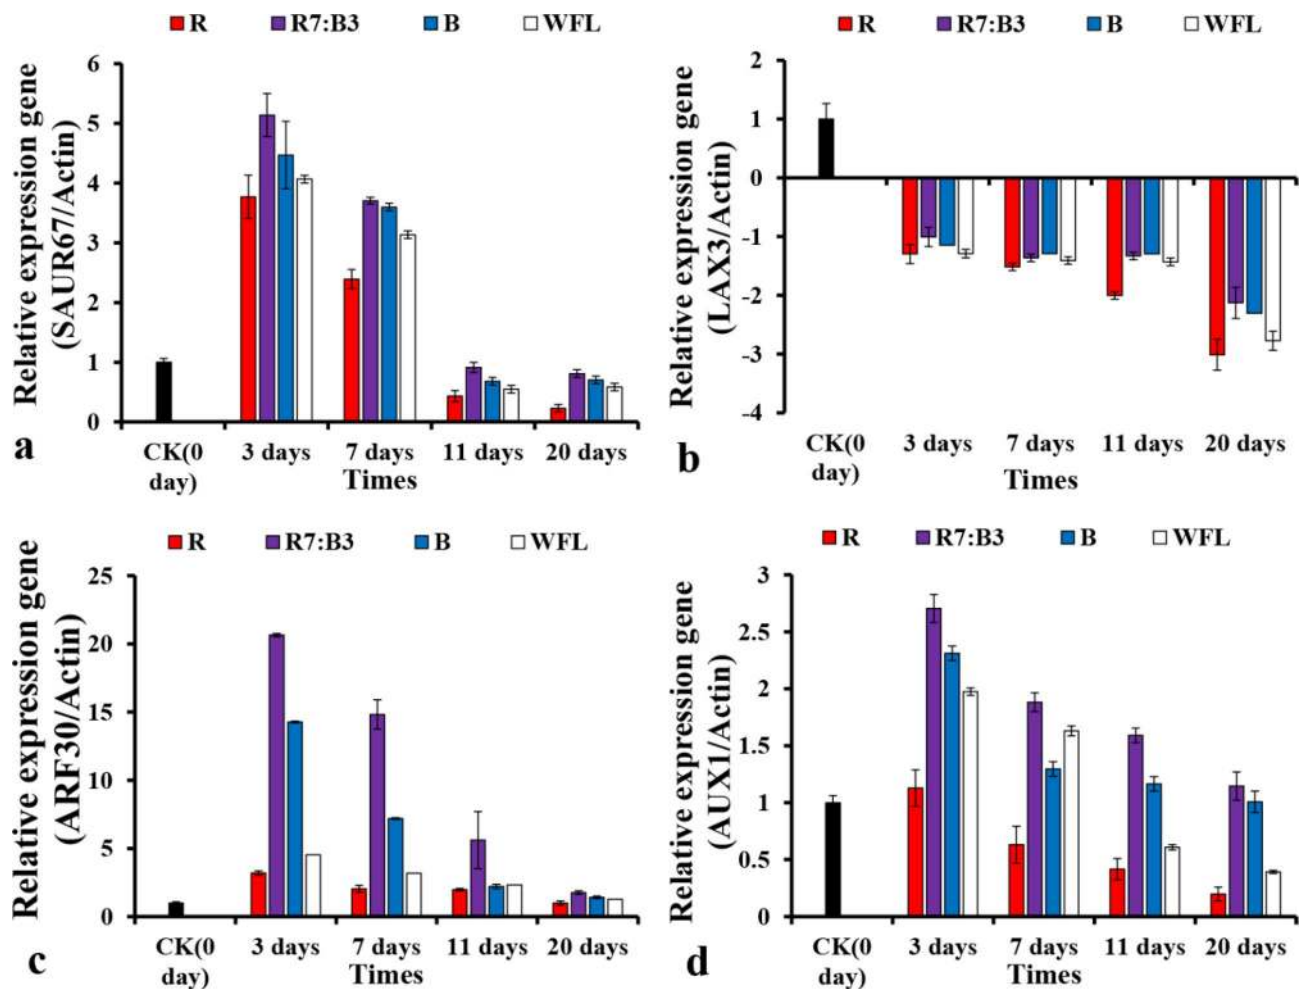 R R7:B3 B WFL
Relative expression gene
(SAUR67/Actin)
6
5
4
3
2
1
0
CK(0 day) 3 days 7 days 11 days 20 days
Times
a
R R7:B3 B WFL
Relative expression gene
(LAX3/Actin)
2
1
0
-1
-2
-3
-4
CK(0 day) 3 days 7 days 11 days 20 days
Times
b
R R7:B3 B WFL
Relative expression gene
(ARF30/Actin)
25
20
15
10
5
0
CK(0 day) 3 days 7 days 11 days 20 days
Times
c
R R7:B3 B WFL
Relative expression gene
(AUX1/Actin)
3
2.5
2
1.5
1
0.5
0
CK(0 day) 3 days 7 days 11 days 20 days
Times
d